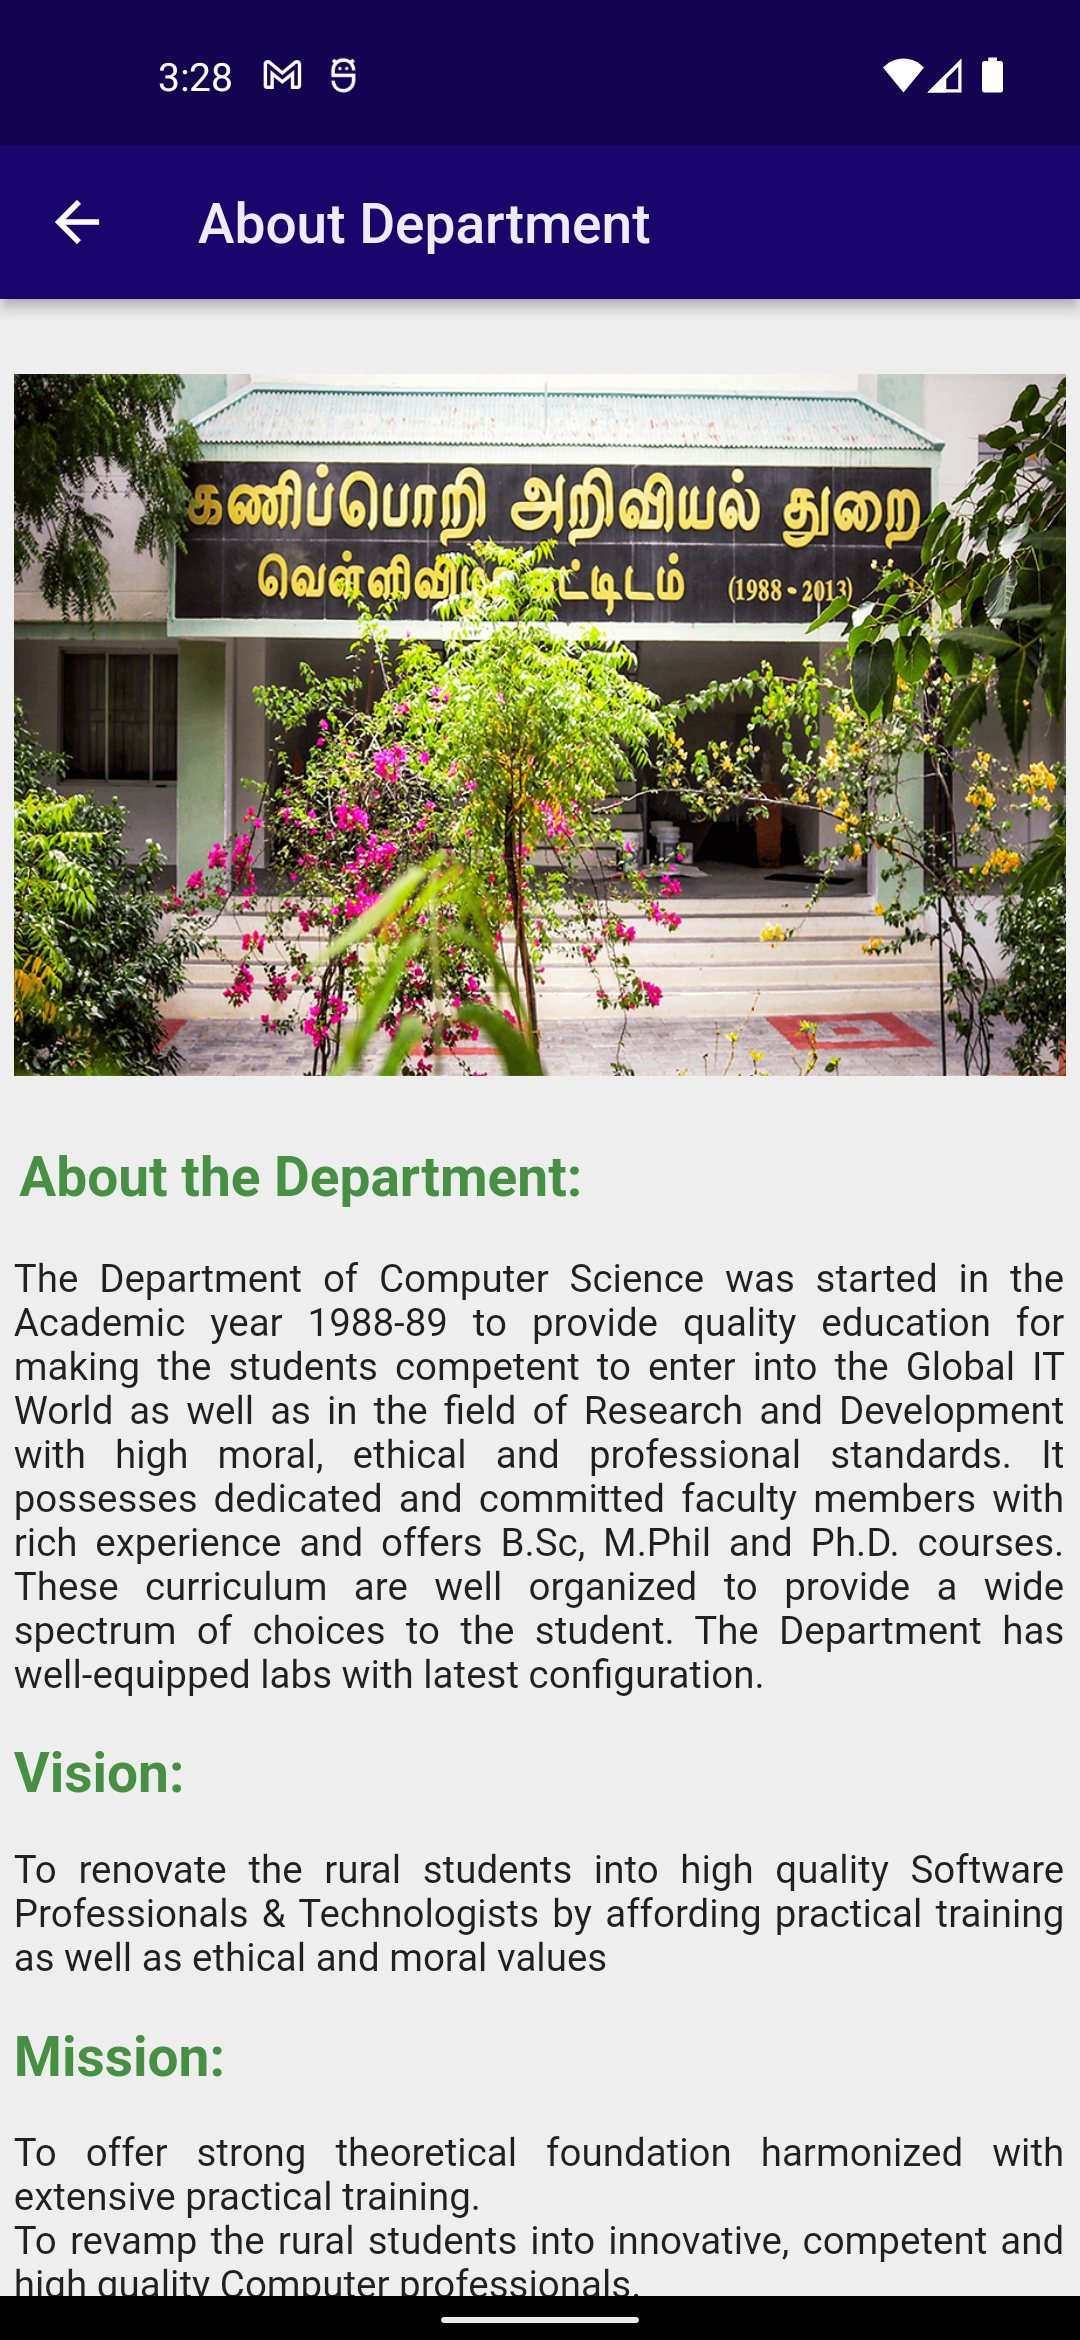 3:28
About Department
கணிப்பொறி அறிவியல் துறை
(1988 - 2013)
About the Department:
The Department of Computer Science was started in the
Academic year 1988-89 to provide quality education for
making the students competent to enter into the Global IT
World as well as in the field of Research and Development
with high moral, ethical and professional standards. It
possesses dedicated and committed faculty members with
rich experience and offers B.Sc, M.Phil and Ph.D. courses.
These curriculum are well organized to provide a wide
spectrum of choices to the student. The Department has
well-equipped labs with latest configuration.
Vision:
To renovate the rural students into high quality Software
Professionals & Technologists by affording practical training
as well as ethical and moral values
Mission:
To offer strong theoretical foundation harmonized with
extensive practical training.
To revamp the rural students into innovative, competent and
high quality Computer professionals.